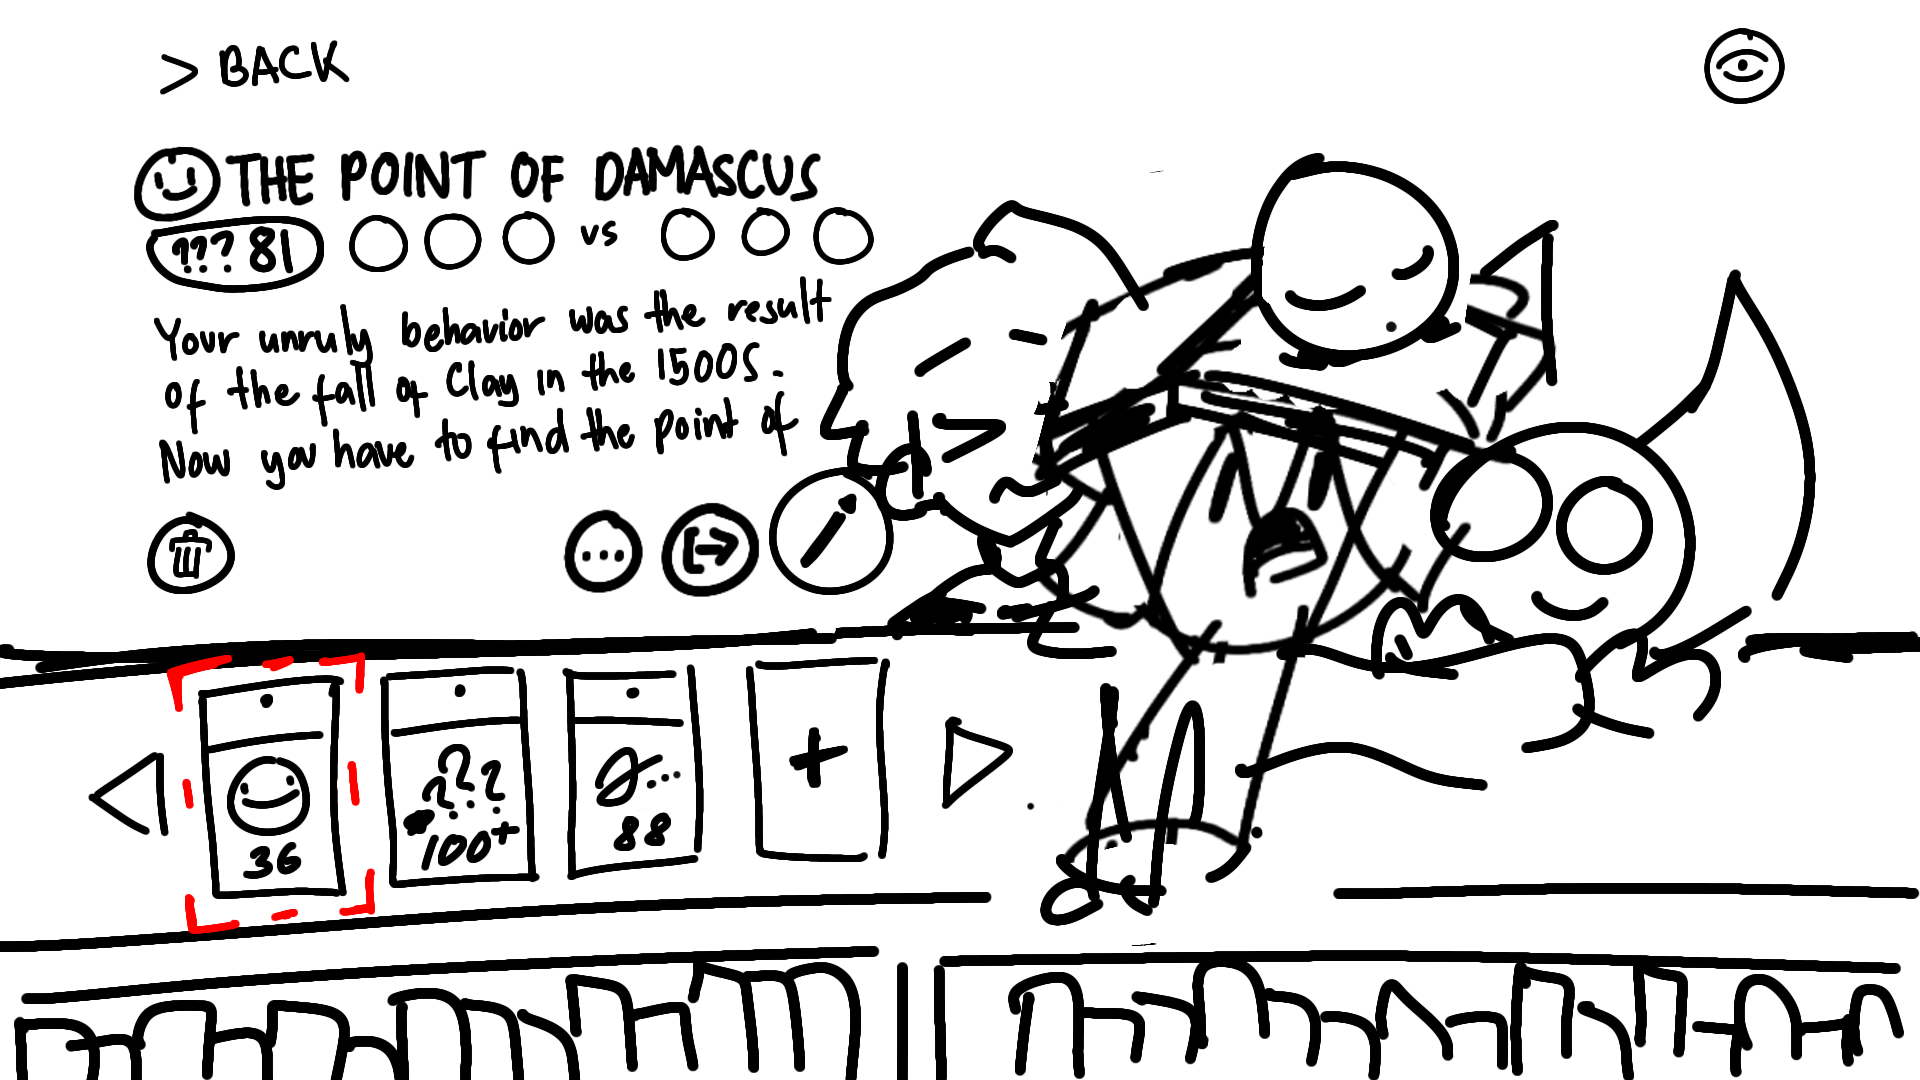 > BACK
THE POINT OF DAMASCUS
??? 81 vs
Your unruly behavior was the result
of the fall of Clay in the 1500s.
Now you have to find the point of
...
36
???
100+
...
88
+